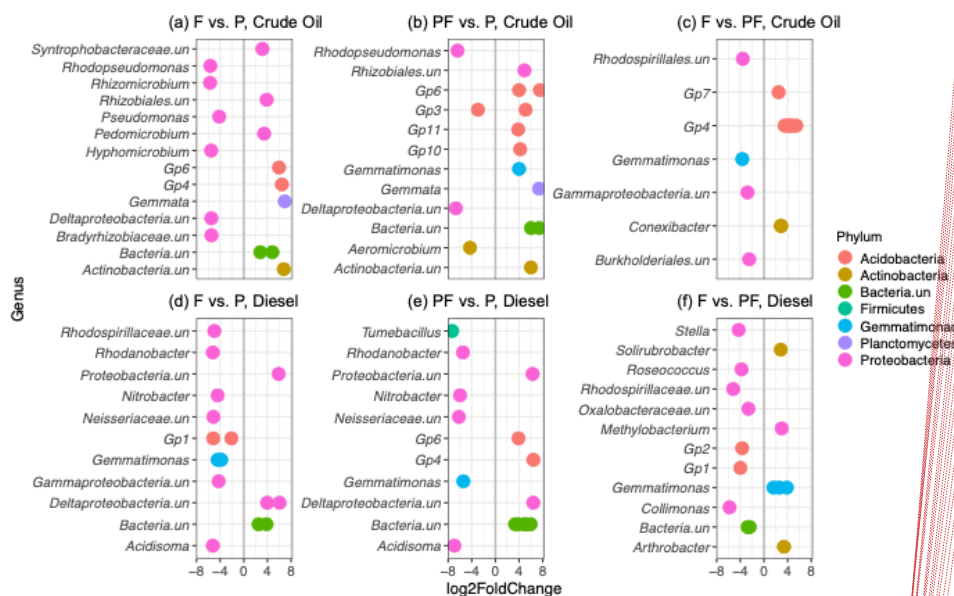 (a) F vs. P, Crude Oil
Syntrophobacteraceae.un
Rhodopseudomonas
Rhizomicrobium
Rhizobiales.un
Pseudomonas
Pedomicrobium
Hyphomicrobium
Gp6
Gp4
Gemmata
Deltaproteobacteria.un
Bradyrhizobiaceae.un
Bacteria.un
Actinobacteria.un
(b) PF vs. P, Crude Oil
Rhodopseudomonas
Rhizobiales.un
Gp6
Gp3
Gp11
Gp10
Gemmatimonas
Gemmata
Deltaproteobacteria.un
Bacteria.un
Aeromicrobium
Actinobacteria.un
(c) F vs. PF, Crude Oil
Rhodospirillales.un
Gp7
Gp4
Gemmatimonas
Gammaproteobacteria.un
Conexibacter
Burkholderiales.un
Genus
(d) F vs. P, Diesel
Rhodospirillaceae.un
Rhodanobacter
Proteobacteria.un
Nitrobacter
Neisseriaceae.un
Gp1
Gemmatimonas
Gammaproteobacteria.un
Deltaproteobacteria.un
Bacteria.un
Acidisoma
−8 −4 0 4 8
(e) PF vs. P, Diesel
Tumebacillus
Rhodanobacter
Proteobacteria.un
Nitrobacter
Neisseriaceae.un
Gp6
Gp4
Gemmatimonas
Deltaproteobacteria.un
Bacteria.un
Acidisoma
−8 −4 0 4 8
(f) F vs. PF, Diesel
Stella
Solirubrobacter
Roseococcus
Rhodospirillaceae.un
Oxalobacteraceae.un
Methylobacterium
Gp2
Gp1
Gemmatimonas
Collimonas
Bacteria.un
Arthrobacter
−8 −4 0 4 8
log2FoldChange
Phylum
Acidobacteria
Actinobacteria
Bacteria.un
Firmicutes
Gemmatimonad
Planctomycetes
Proteobacteria